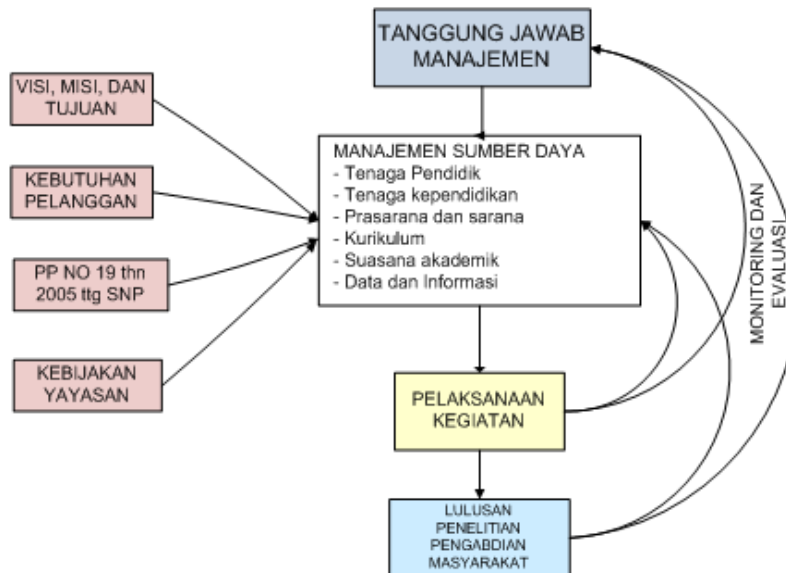 TANGGUNG JAWAB
MANAJEMEN
VISI, MISI, DAN
TUJUAN
KEBUTUHAN
PELANGGAN
PP NO 19 thn
2005 ttg SNP
KEBIJAKAN
YAYASAN
MANAJEMEN SUMBER DAYA
- Tenaga Pendidik
- Tenaga kependidikan
- Prasarana dan sarana
- Kurikulum
- Suasana akademik
- Data dan Informasi
MONITORING DAN
EVALUASI
PELAKSANAAN
KEGIATAN
LULUSAN
PENELITIAN
PENGABDIAN
MASYARAKAT